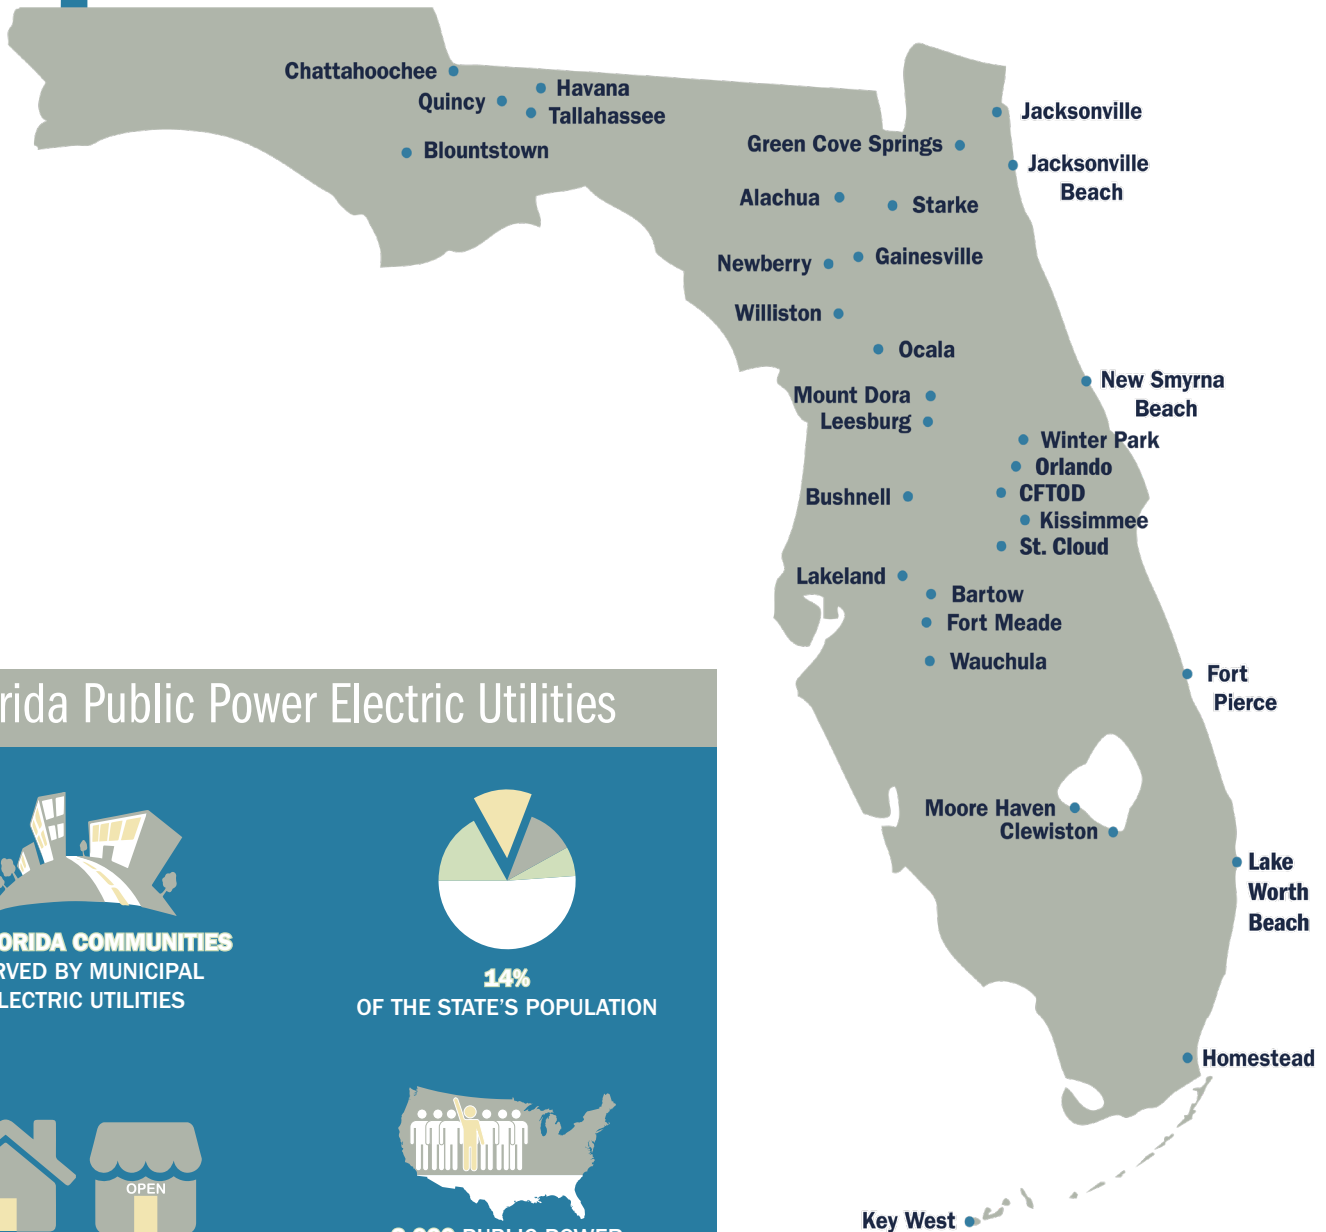 Chattahoochee
Havana
Quincy
Tallahassee
Blountstown
Jacksonville
Green Cove Springs
Jacksonville
Beach
Alachua
Starke
Gainesville
Newberry
Williston
Ocala
New Smyrna
Beach
Mount Dora
Leesburg
Winter Park
Orlando
CFTOD
Bushnell
Kissimmee
St. Cloud
Lakeland
Bartow
Fort Meade
Wauchula
Fort
Pierce
Moore Haven
Clewiston
Lake
Worth
Beach
Homestead
Key West
rida Public Power Electric Utilities
ORIDA COMMUNITIES
RVED BY MUNICIPAL
LECTRIC UTILITIES
14%
OF THE STATE'S POPULATION
OPEN
PUBLIC POWER